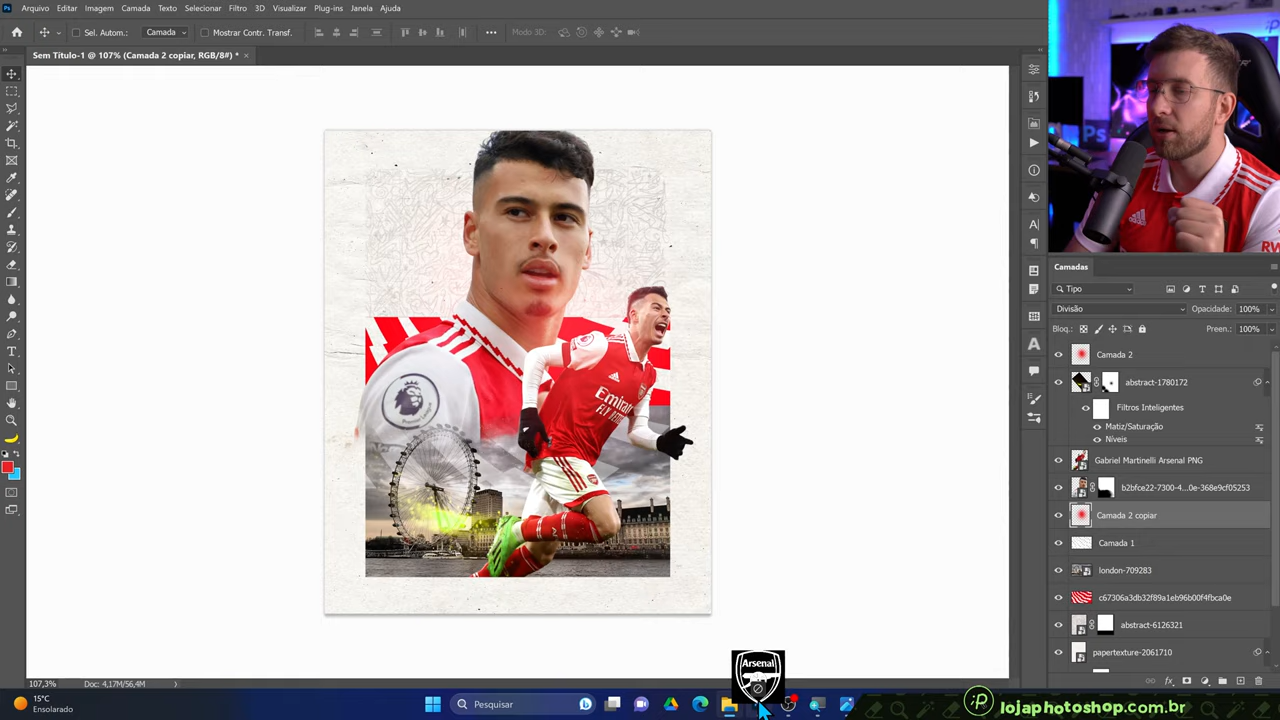 Arquivo Editar Imagem Camada Texto Selecionar Filtro 3D Visualizar Plug-ins Janela Ajuda
Sel. Autom.: Camada Mostrar Contr. Transf. Modo 3D:
Sem Título-1 @ 107% (Camada 2 copiar, RGB/8#) *
Camadas
Tipo
Divisão Opacidade: 100%
Bloq.: Preen.: 100%
Camada 2
abstract-1780172
Filtros Inteligentes
Matiz/Saturação
Níveis
Gabriel Martinelli Arsenal PNG
b2bfce22-7300-4...0e-368e9cf05253
Camada 2 copiar
Camada 1
london-709283
c67306a3db32f89a1eb96b00f4fbca0e
abstract-6126321
papertexture-2061710
Premier League
Emirates
FLY BETTER
Arsenal
107,3% Doc: 4,17M/56,4M
15°C
Ensolarado
Pesquisar
lojaphotoshop.com.br